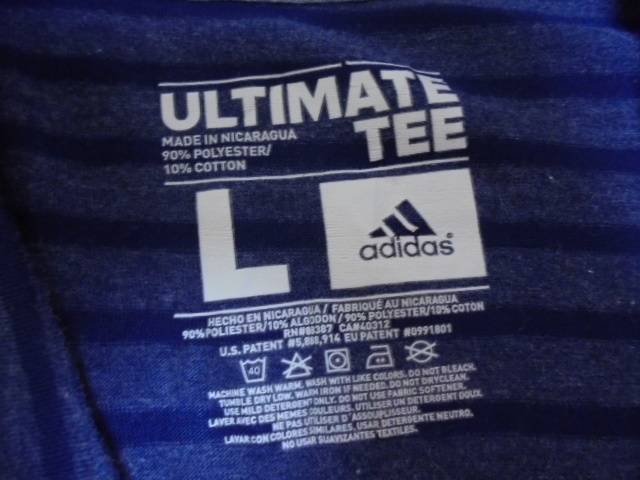 ULTIMATE
TEE
MADE IN NICARAGUA
90% POLYESTER/
10% COTTON
L
adidas®
HECHO EN NICARAGUA / FABRIQUÉ AU NICARAGUA
90%POLIESTER/10% ALGODON / 90% POLYESTER/10% COTON
RN#88387 CA#40312
U.S. PATENT #5,888,914 EU PATENT #0991801
40
MACHINE WASH WARM. WASH WITH LIKE COLORS. DO NOT BLEACH.
TUMBLE DRY LOW. WARM IRON IF NEEDED. DO NOT DRYCLEAN.
USE MILD DETERGENT ONLY. DO NOT USE FABRIC SOFTENER.
LAVER AVEC DES MEMES COULEURS. UTILISER UN DETERGENT DOUX.
NE PAS UTILISER D'ASSOUPLISSEUR.
LAVAR CON COLORES SIMILARES. USAR DETERGENTE NEUTRO.
NO USAR SUAVIZANTES TEXTILES.